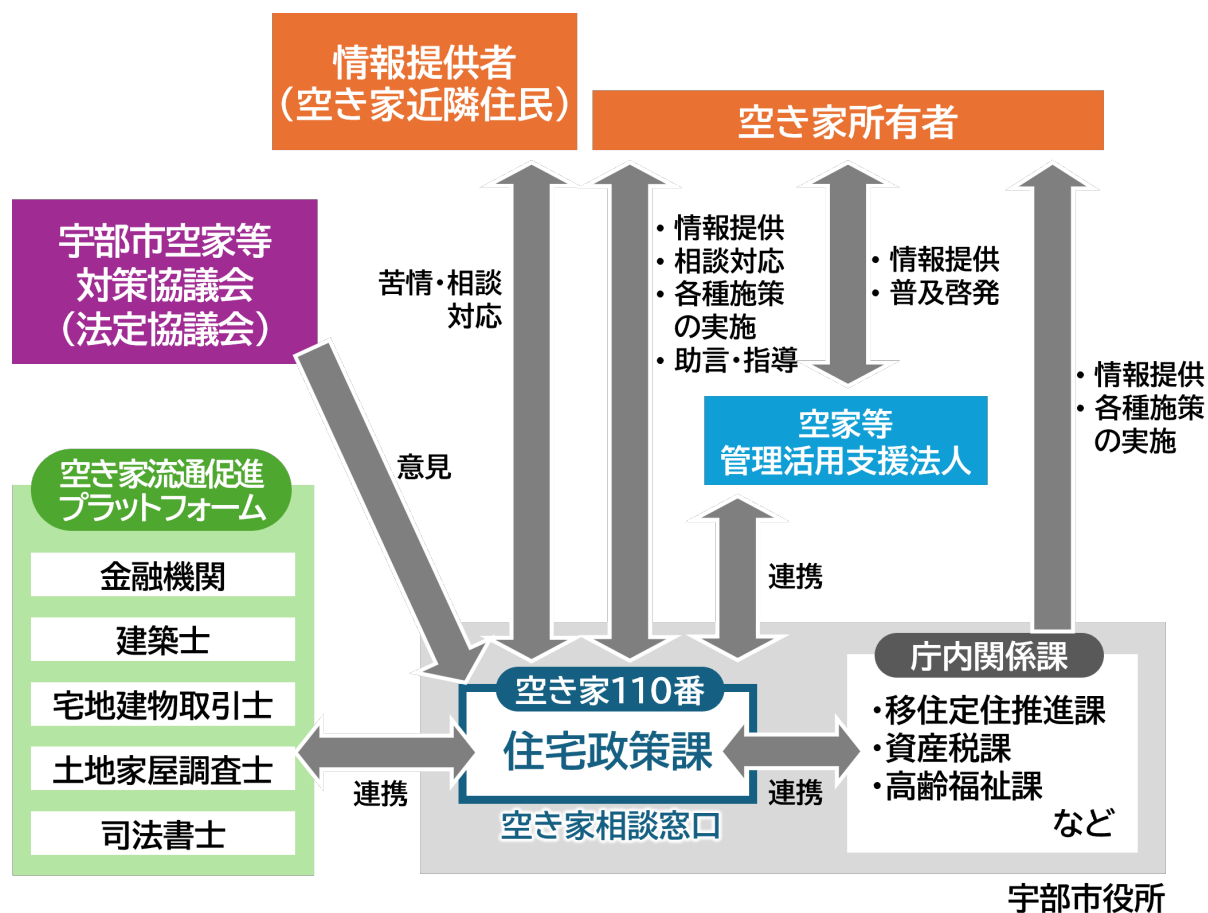 情報提供者
（空き家近隣住民）
空き家所有者
宇部市空家等
対策協議会
（法定協議会）
苦情・相談
対応
・情報提供
・相談対応
・各種施策
の実施
・助言・指導
・情報提供
・普及啓発
・情報提供
・各種施策
の実施
空家等
管理活用支援法人
意見
空き家流通促進
プラットフォーム
金融機関
建築士
宅地建物取引士
土地家屋調査士
司法書士
連携
連携
空き家110番
住宅政策課
空き家相談窓口
連携
庁内関係課
・移住定住推進課
・資産税課
・高齢福祉課
など
宇部市役所